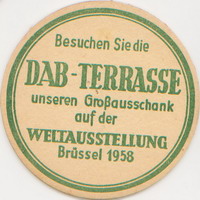 Besuchen Sie die
DAB-TERRASSE
unseren Großausschank
auf der
WELTAUSSTELLUNG
Brüssel 1958